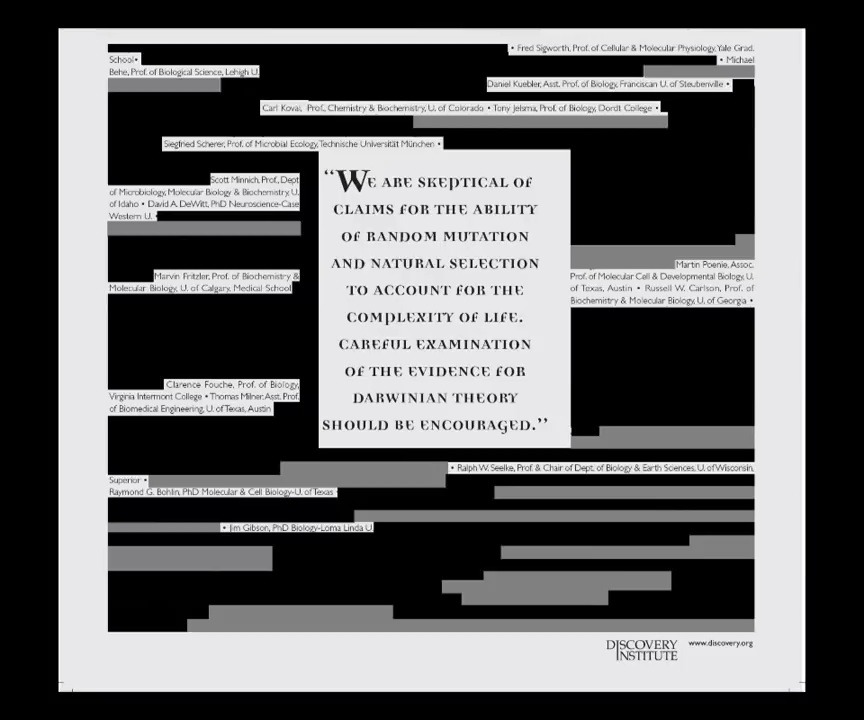 • Fred Sigworth, Prof. of Cellular & Molecular Physiology, Yale Grad.
School •
• Michael
Behe, Prof. of Biological Science, Lehigh U.
Daniel Kuebler, Asst. Prof. of Biology, Franciscan U. of Steubenville •
Carl Koval, Prof., Chemistry & Biochemistry, U. of Colorado • Tony Jelsma, Prof. of Biology, Dordt College •
Siegfried Scherer, Prof. of Microbial Ecology, Technische Universität München •
Scott Minnich, Prof., Dept
of Microbiology, Molecular Biology & Biochemistry, U.
of Idaho • David A. DeWitt, PhD Neuroscience-Case
Western U. •
Marvin Fritzler, Prof. of Biochemistry &
Molecular Biology, U. of Calgary, Medical School
Clarence Fouche, Prof. of Biology,
Virginia Intermont College • Thomas Milner, Asst. Prof.
of Biomedical Engineering, U. of Texas, Austin
“WE ARE SKEPTICAL OF
CLAIMS FOR THE ABILITY
OF RANDOM MUTATION
AND NATURAL SELECTION
TO ACCOUNT FOR THE
COMPLEXITY OF LIFE.
CAREFUL EXAMINATION
OF THE EVIDENCE FOR
DARWINIAN THEORY
SHOULD BE ENCOURAGED.”
Martin Poenie, Assoc.
Prof. of Molecular Cell & Developmental Biology, U.
of Texas, Austin • Russell W. Carlson, Prof. of
Biochemistry & Molecular Biology, U. of Georgia •
• Ralph W. Seelke, Prof. & Chair of Dept. of Biology & Earth Sciences, U. of Wisconsin,
Superior •
Raymond G. Bohlin, PhD Molecular & Cell Biology-U. of Texas •
• Jim Gibson, PhD Biology-Loma Linda U.
DISCOVERY
INSTITUTE
www.discovery.org